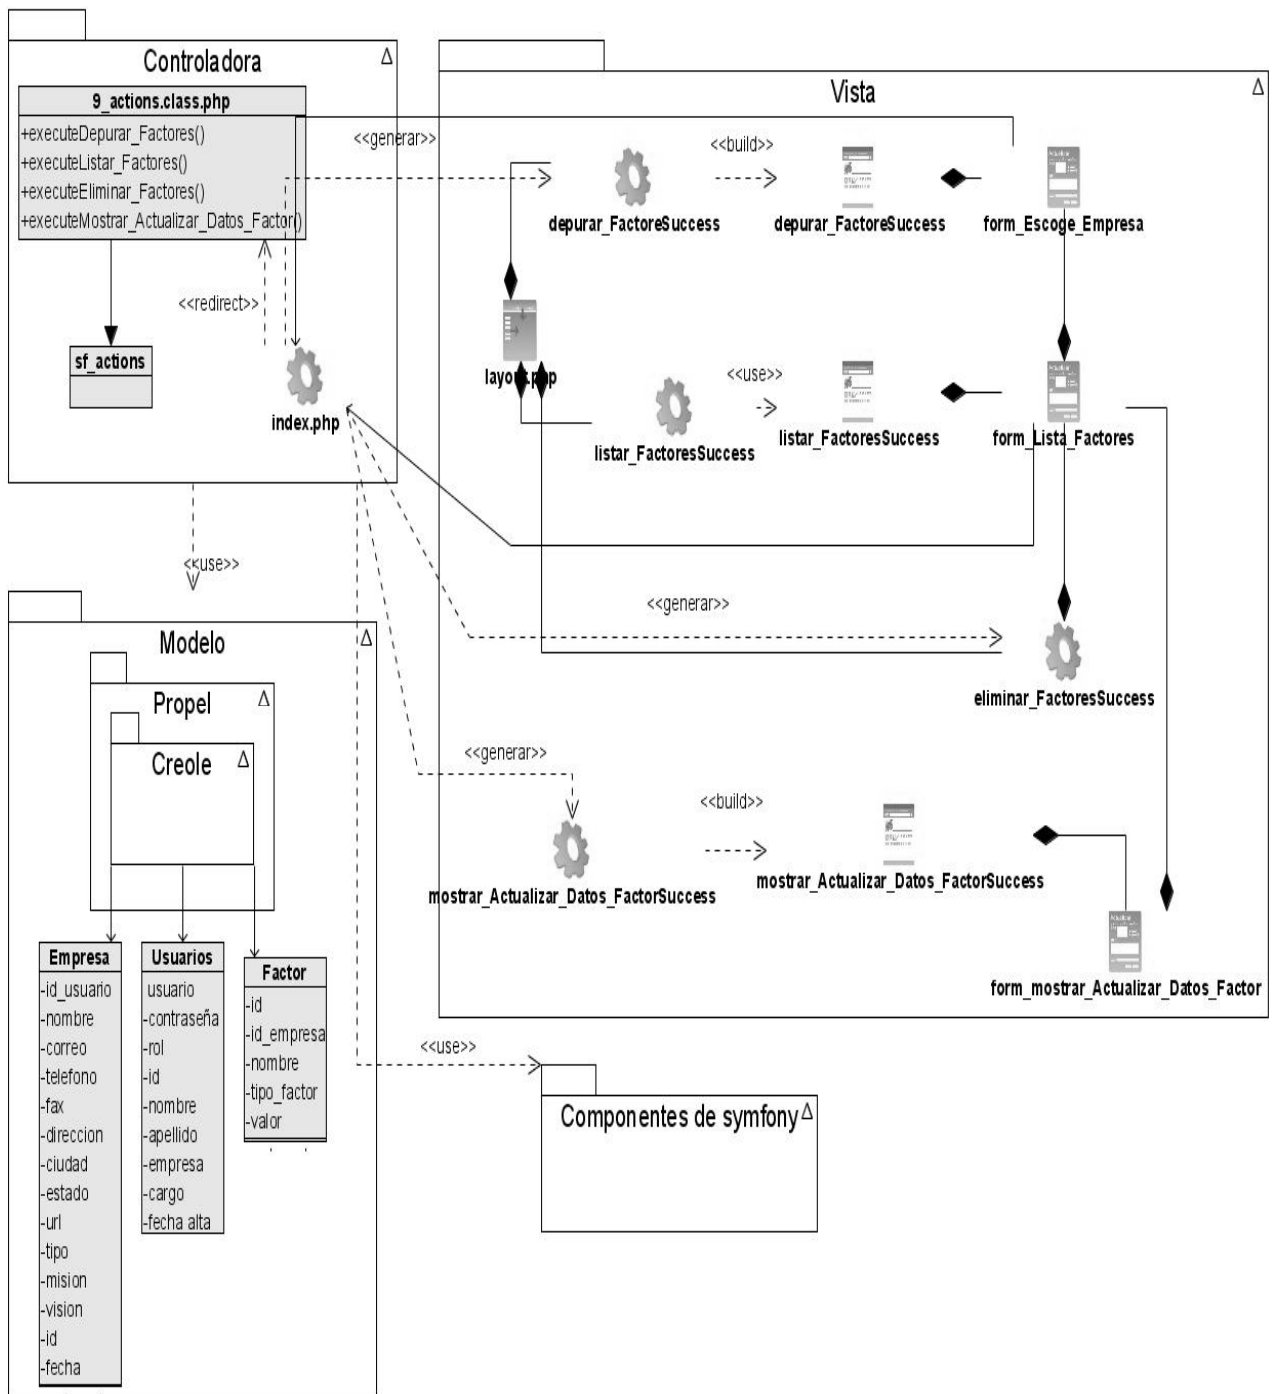 Controladora
9_actions.class.php
+executeDepurar_Factores()
+executeListar_Factores()
+executeEliminar_Factores()
+executeMostrar_Actualizar_Datos_Factor()
<<redirect>>
sf_actions
index.php
<<generar>>
Vista
<<build>>
depurar_FactoreSuccess
depurar_FactoreSuccess
form_Escoge_Empresa
layout.php
<<use>>
listar_FactoresSuccess
listar_FactoresSuccess
form_Lista_Factores
<<use>>
<<generar>>
eliminar_FactoresSuccess
<<generar>>
<<build>>
mostrar_Actualizar_Datos_FactorSuccess
mostrar_Actualizar_Datos_FactorSuccess
form_mostrar_Actualizar_Datos_Factor
Modelo
Propel
Creole
Empresa
-id_usuario
-nombre
-correo
-telefono
-fax
-direccion
-ciudad
-estado
-url
-tipo
-mision
-vision
-id
-fecha
Usuarios
usuario
-contraseña
-rol
-id
-nombre
-apellido
-empresa
-cargo
-fecha alta
Factor
-id
-id_empresa
-nombre
-tipo_factor
-valor
<<use>>
Componentes de symfony